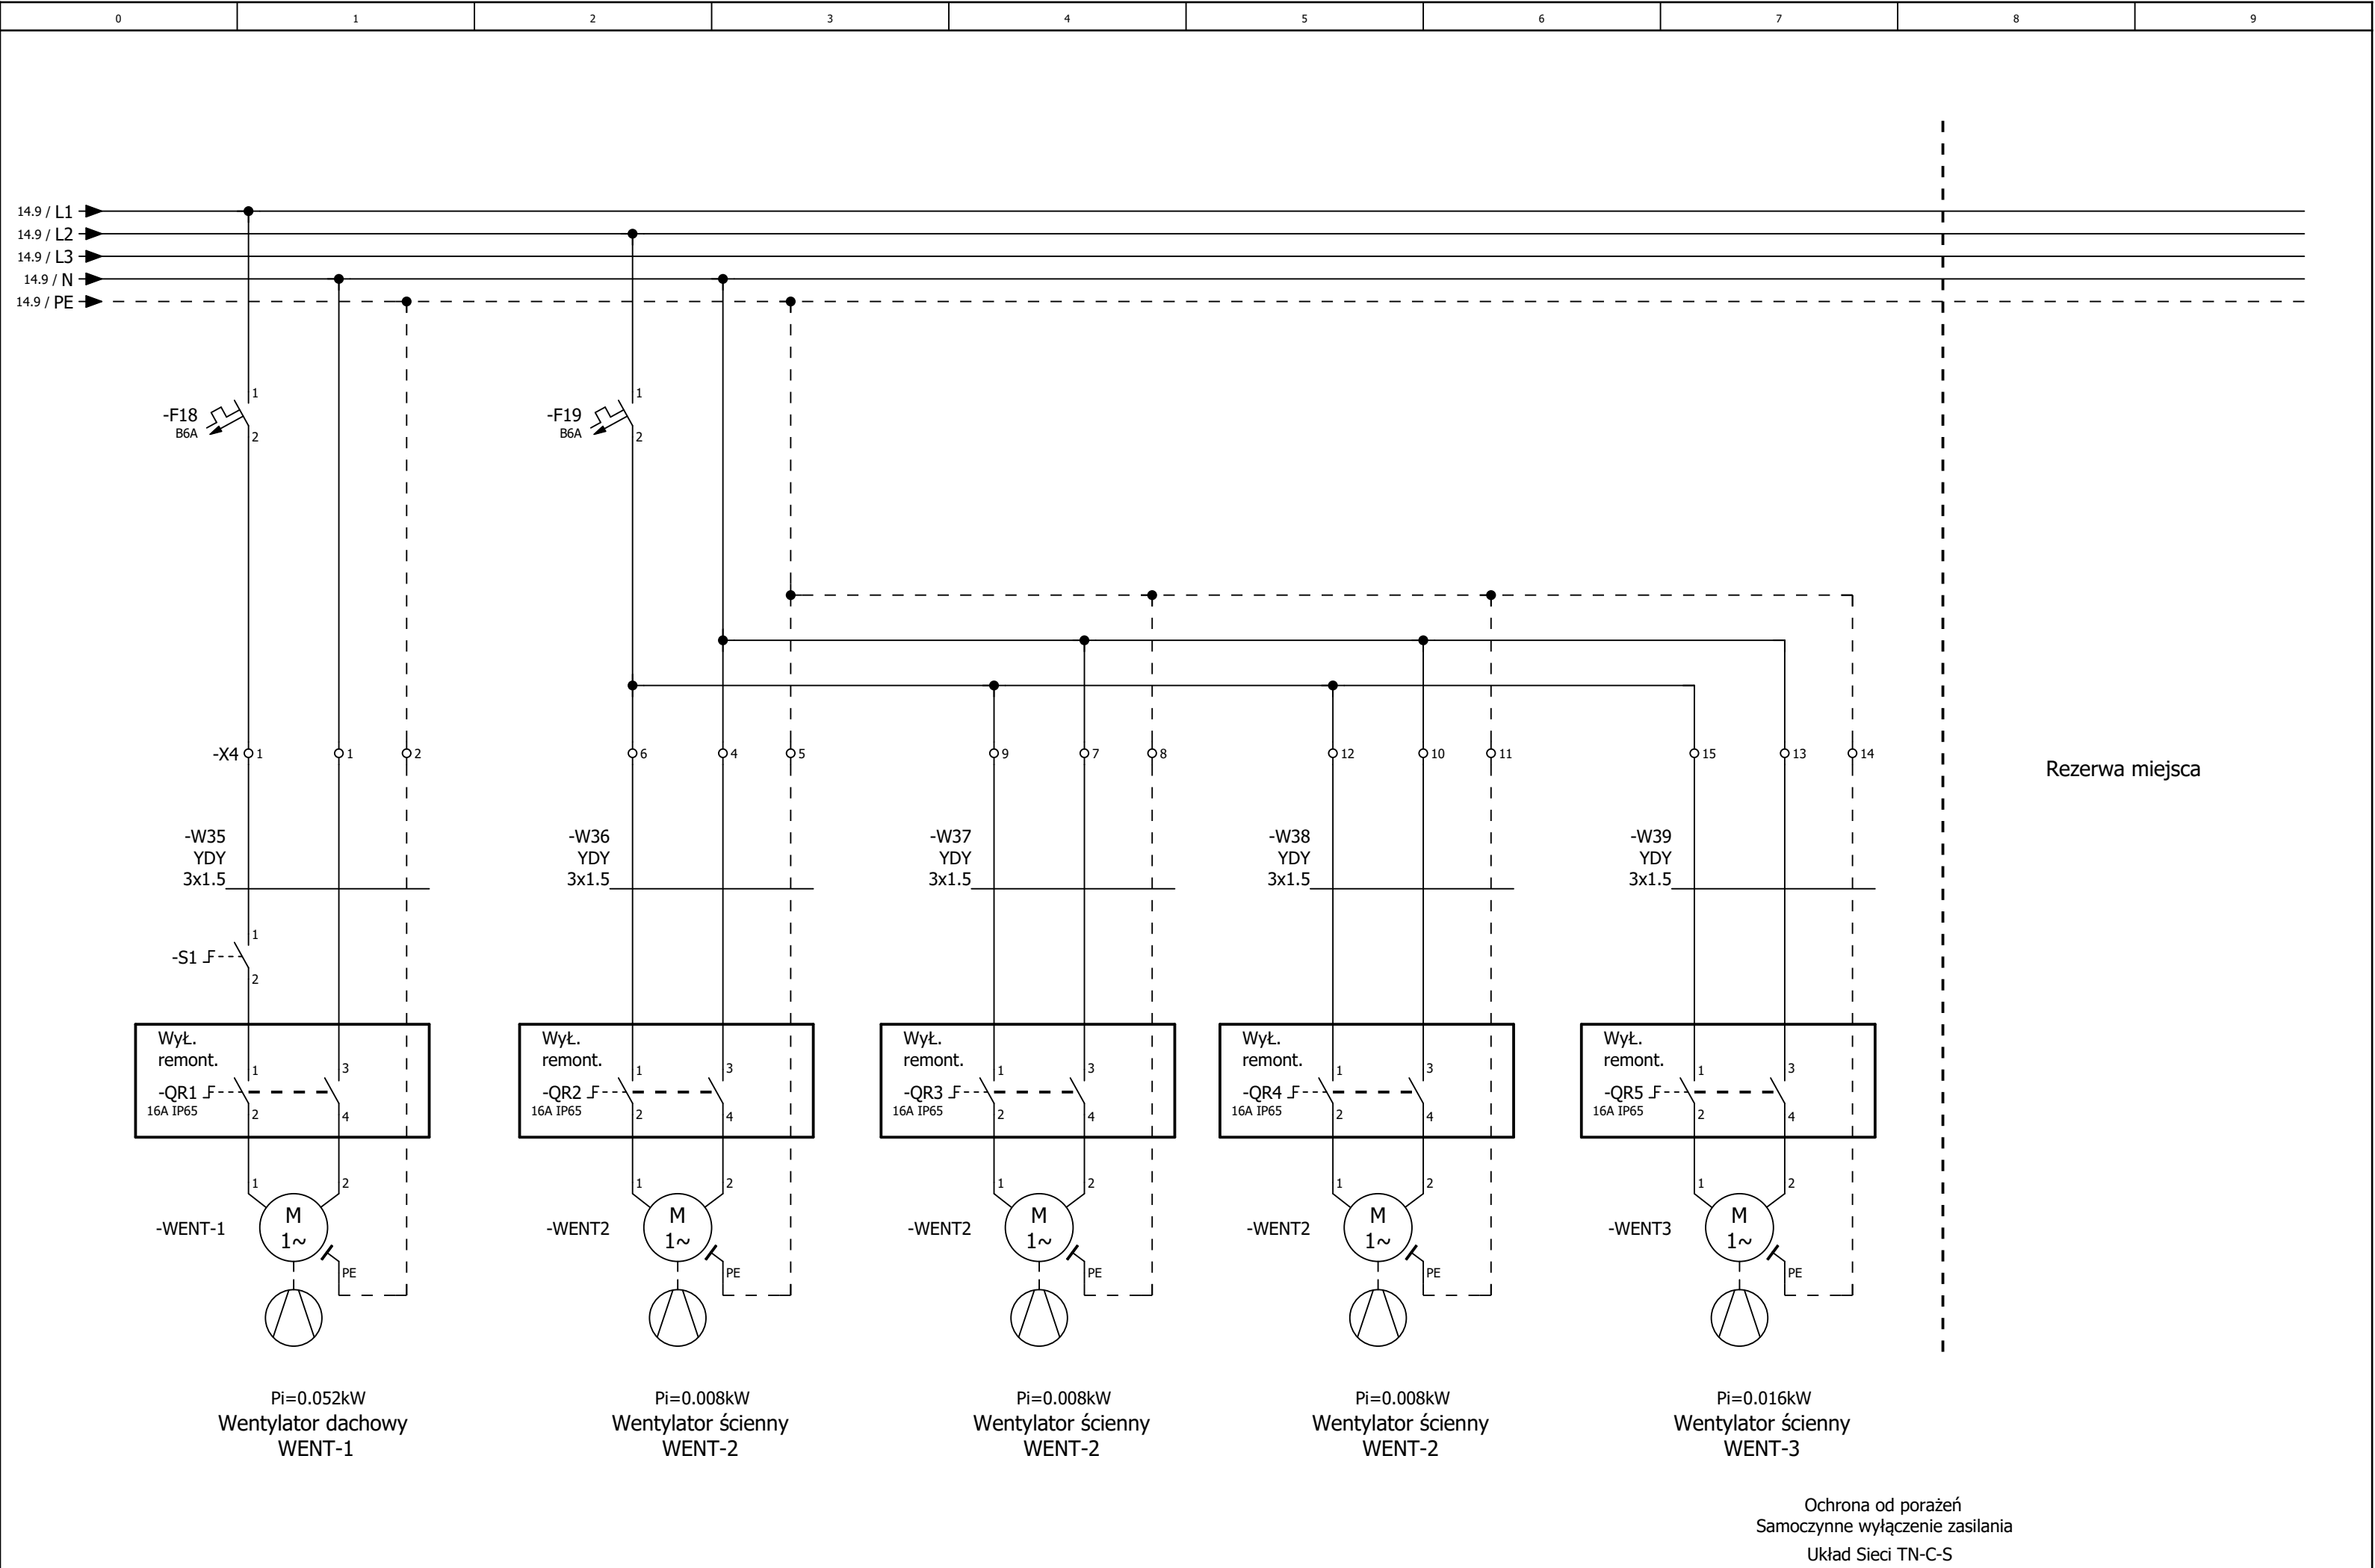 0 1 2 3 4 5 6 7 8 9
14.9 / L1
14.9 / L2
14.9 / L3
14.9 / N
14.9 / PE
1 1
-F18 -F19
B6A B6A
2 2
-X4 1 1 2 6 4 5 9 7 8 12 10 11 15 13 14
Rezerwa miejsca
-W35 -W36 -W37 -W38 -W39
YDY YDY YDY YDY YDY
3x1.5 3x1.5 3x1.5 3x1.5 3x1.5
1
-S1
2
WyŁ. WyŁ. WyŁ. WyŁ. WyŁ.
remont. remont. remont. remont. remont.
1 3 1 3 1 3 1 3 1 3
-QR1 -QR2 -QR3 -QR4 -QR5
16A IP65 16A IP65 16A IP65 16A IP65 16A IP65
2 4 2 4 2 4 2 4 2 4
1 2 1 2 1 2 1 2 1 2
M M M M M
-WENT-1 -WENT2 -WENT2 -WENT2 -WENT3
1~ 1~ 1~ 1~ 1~
PE PE PE PE PE
Pi=0.052kW Pi=0.008kW Pi=0.008kW Pi=0.008kW Pi=0.016kW
Wentylator dachowy Wentylator ścienny Wentylator ścienny Wentylator ścienny Wentylator ścienny
WENT-1 WENT-2 WENT-2 WENT-2 WENT-3
Ochrona od porażeń
Samoczynne wyłączenie zasilania
Układ Sieci TN-C-S